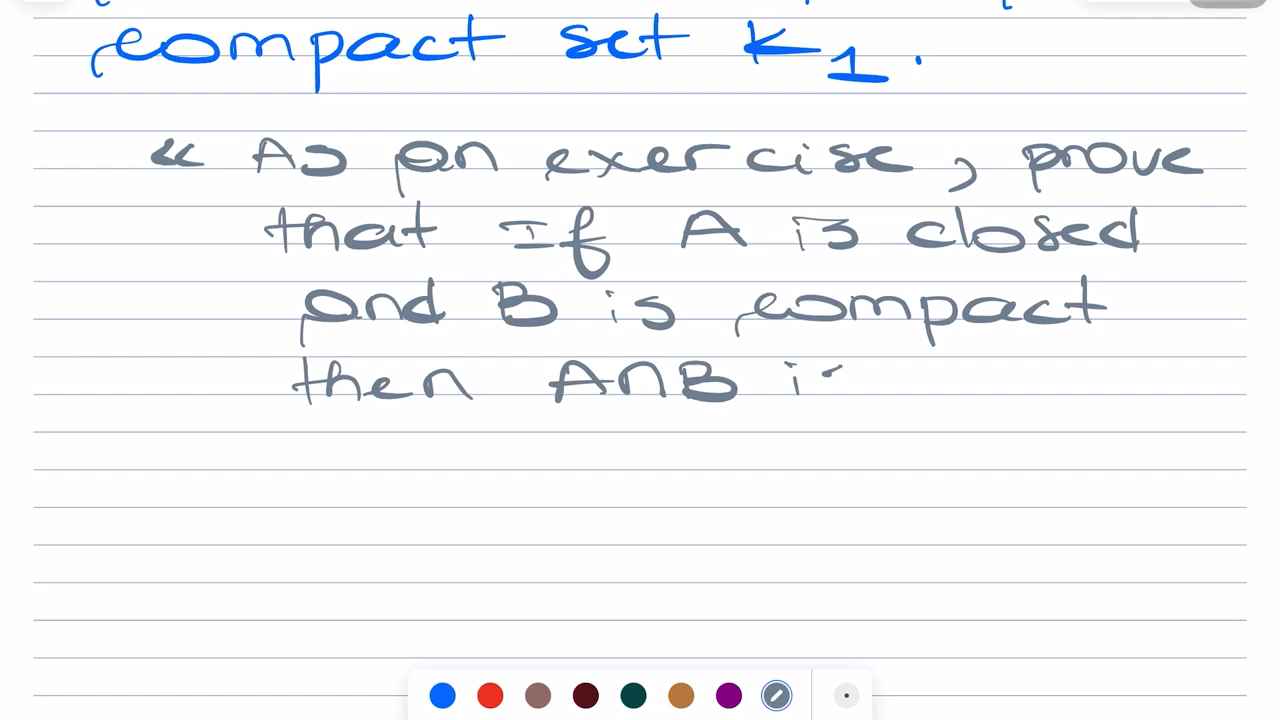 compact set K₁.
“ As an exercise, prove
that If A is closed
and B is compact
then A∩B